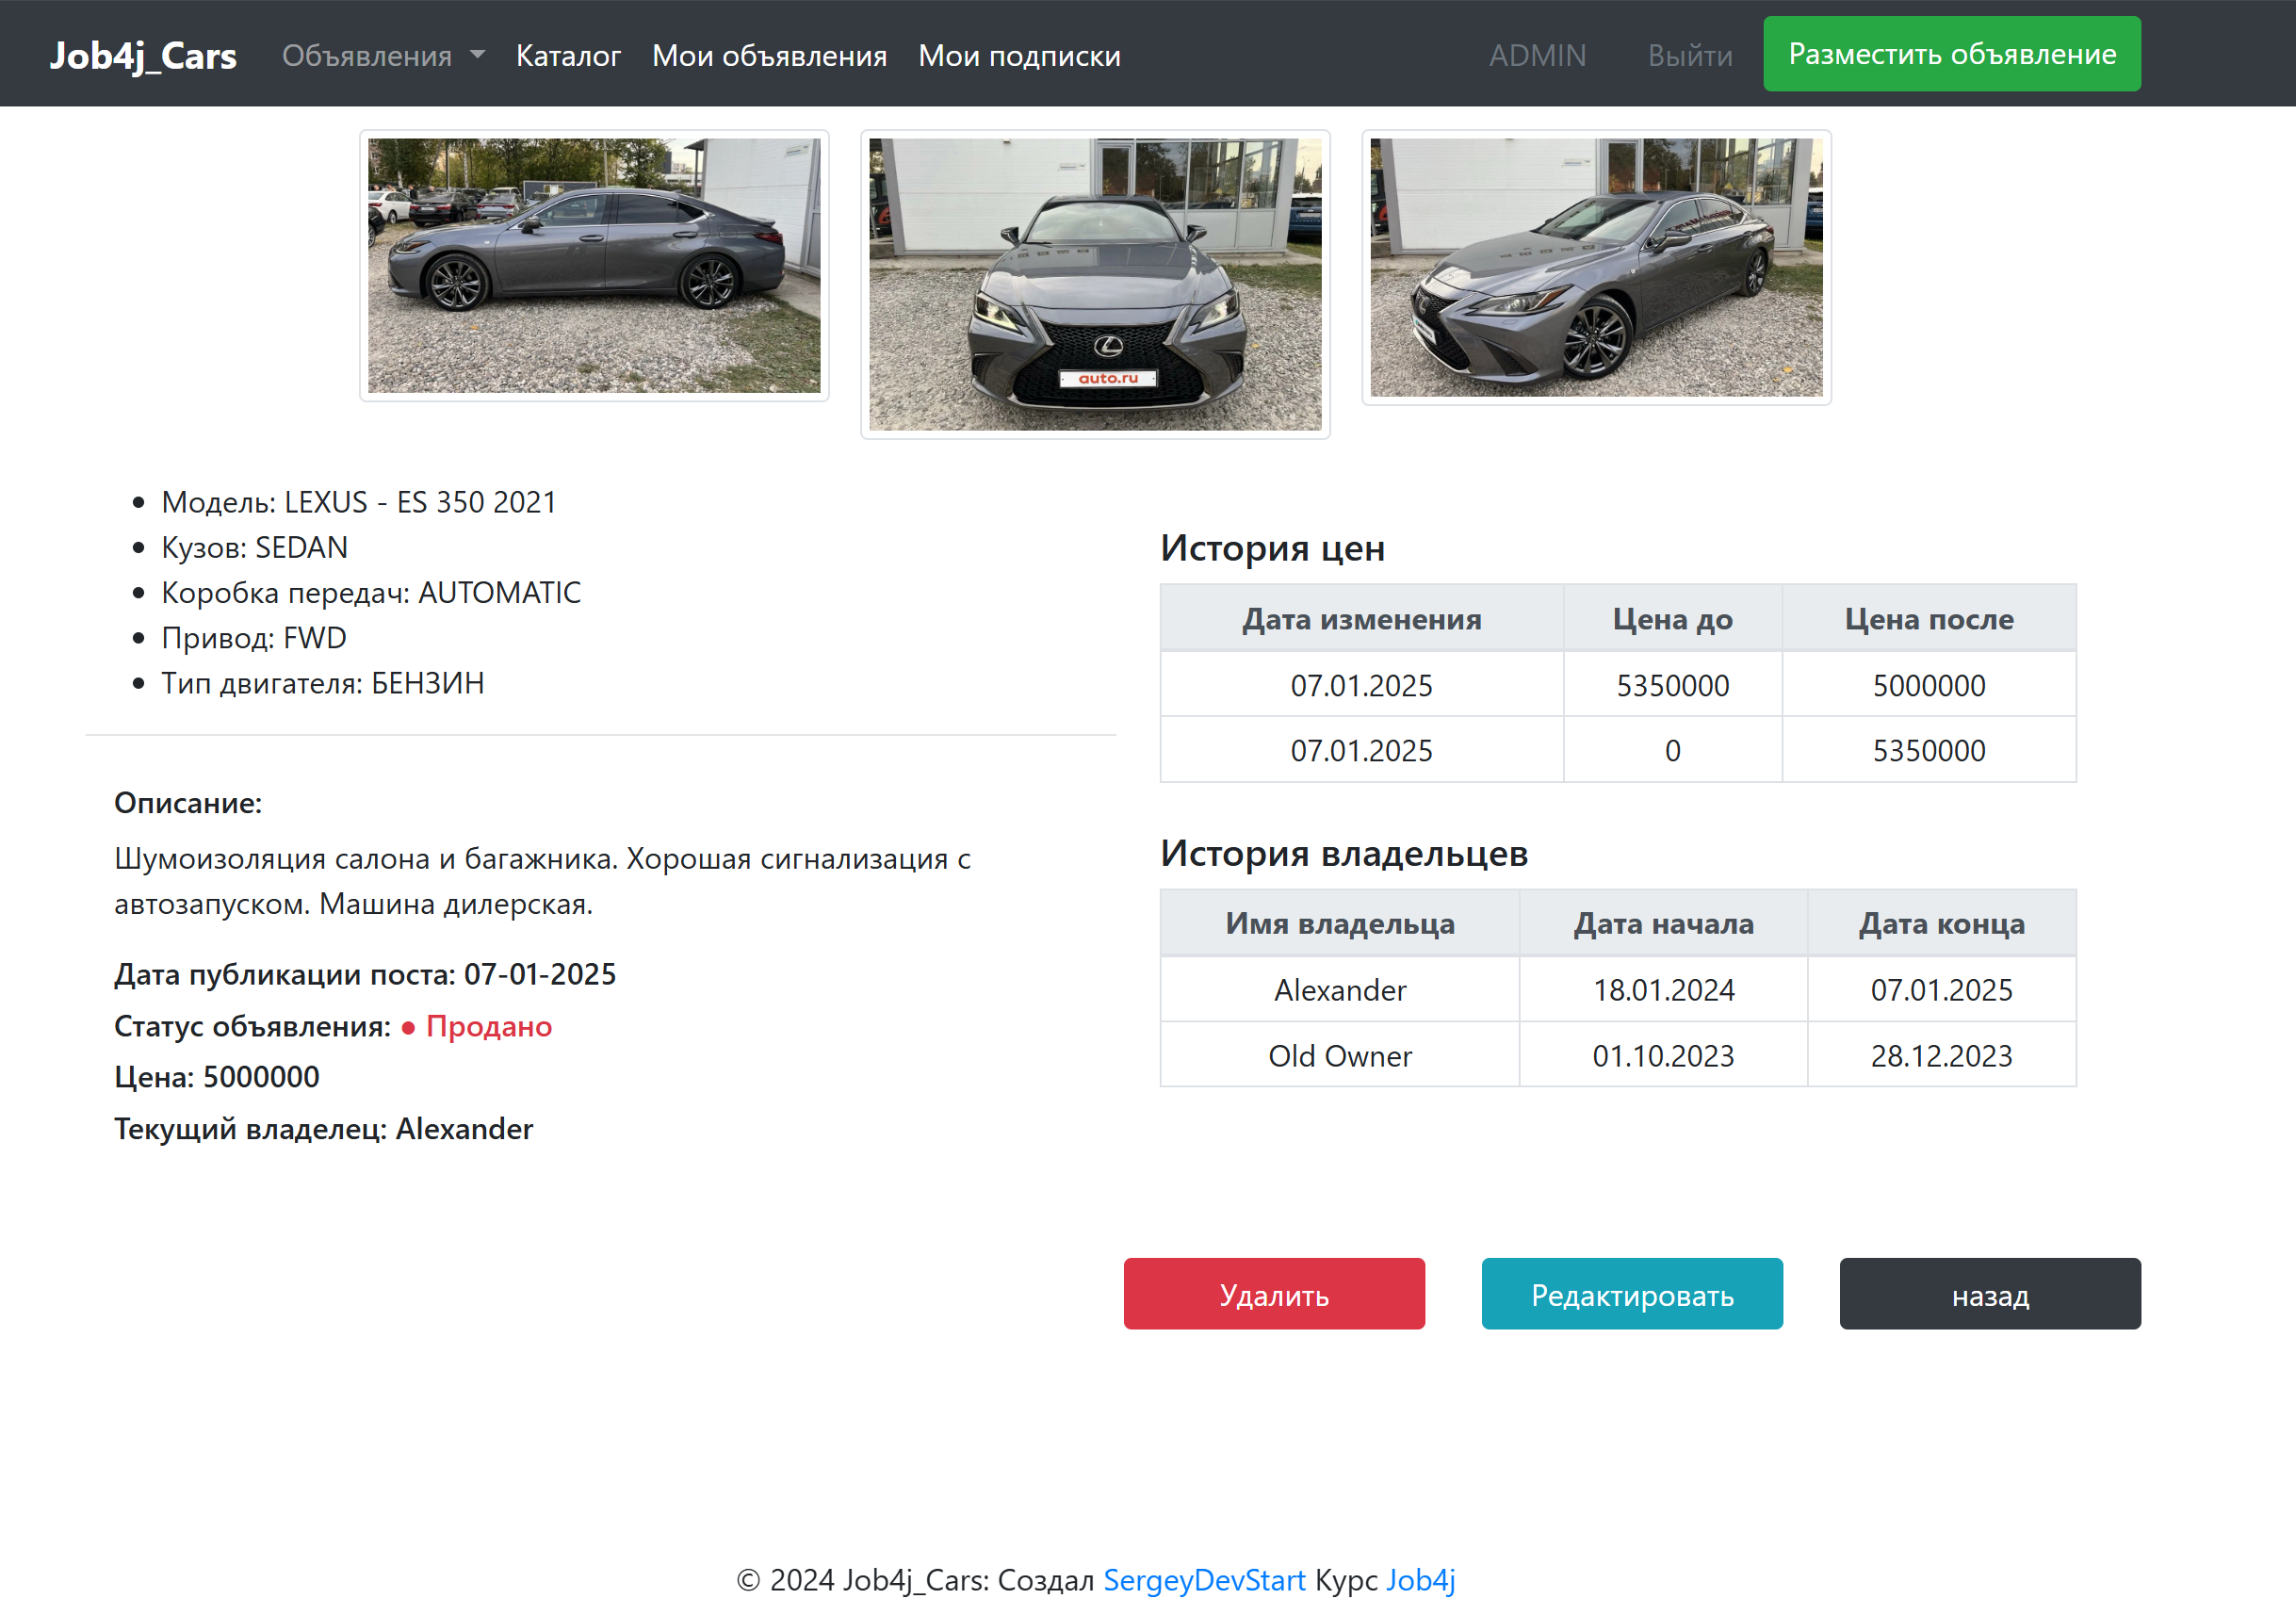 Job4j_Cars Объявления Каталог Мои объявления Мои подписки ADMIN Выйти Разместить объявление
auto.ru
Модель: LEXUS - ES 350 2021
Кузов: SEDAN
Коробка передач: AUTOMATIC
Привод: FWD
Тип двигателя: БЕНЗИН
Описание:
Шумоизоляция салона и багажника. Хорошая сигнализация с
автозапуском. Машина дилерская.
Дата публикации поста: 07-01-2025
Статус объявления: ● Продано
Цена: 5000000
Текущий владелец: Alexander
История цен
Дата изменения Цена до Цена после
07.01.2025 5350000 5000000
07.01.2025 0 5350000
История владельцев
Имя владельца Дата начала Дата конца
Alexander 18.01.2024 07.01.2025
Old Owner 01.10.2023 28.12.2023
Удалить Редактировать назад
© 2024 Job4j_Cars: Создал SergeyDevStart Курс Job4j